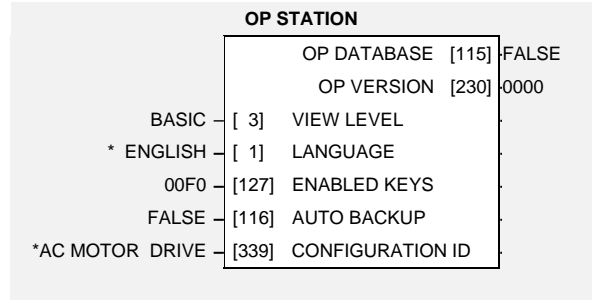 OP STATION
OP DATABASE [115] FALSE
OP VERSION [230] 0000
BASIC – [ 3] VIEW LEVEL
* ENGLISH – [ 1] LANGUAGE
00F0 – [127] ENABLED KEYS
FALSE – [116] AUTO BACKUP
*AC MOTOR DRIVE – [339] CONFIGURATION ID